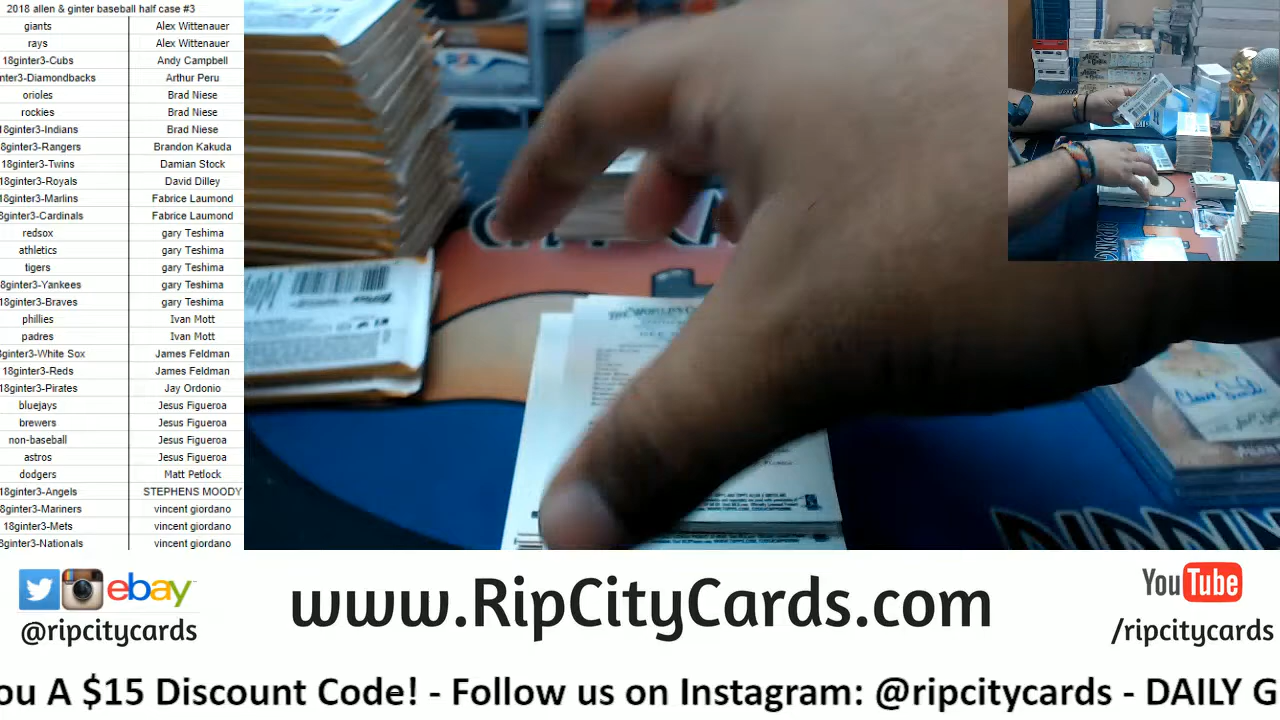 2018 allen & ginter baseball half case #3
giants Alex Wittenauer
rays Alex Wittenauer
18ginter3-Cubs Andy Campbell
nter3-Diamondbacks Arthur Peru
orioles Brad Niese
rockies Brad Niese
18ginter3-Indians Brad Niese
8ginter3-Rangers Brandon Kakuda
18ginter3-Twins Damian Stock
18ginter3-Royals David Dilley
18ginter3-Marlins Fabrice Laumond
8ginter3-Cardinals Fabrice Laumond
redsox gary Teshima
athletics gary Teshima
tigers gary Teshima
8ginter3-Yankees gary Teshima
18ginter3-Braves gary Teshima
phillies Ivan Mott
padres Ivan Mott
ginter3-White Sox James Feldman
18ginter3-Reds James Feldman
18ginter3-Pirates Jay Ordonio
bluejays Jesus Figueroa
brewers Jesus Figueroa
non-baseball Jesus Figueroa
astros Jesus Figueroa
dodgers Matt Petlock
18ginter3-Angels STEPHENS MOODY
18ginter3-Mariners vincent giordano
18ginter3-Mets vincent giordano
8ginter3-Nationals vincent giordano
ebay
@ripcitycards
www.RipCityCards.com
YouTube
/ripcitycards
ou A $15 Discount Code! - Follow us on Instagram: @ripcitycards - DAILY G